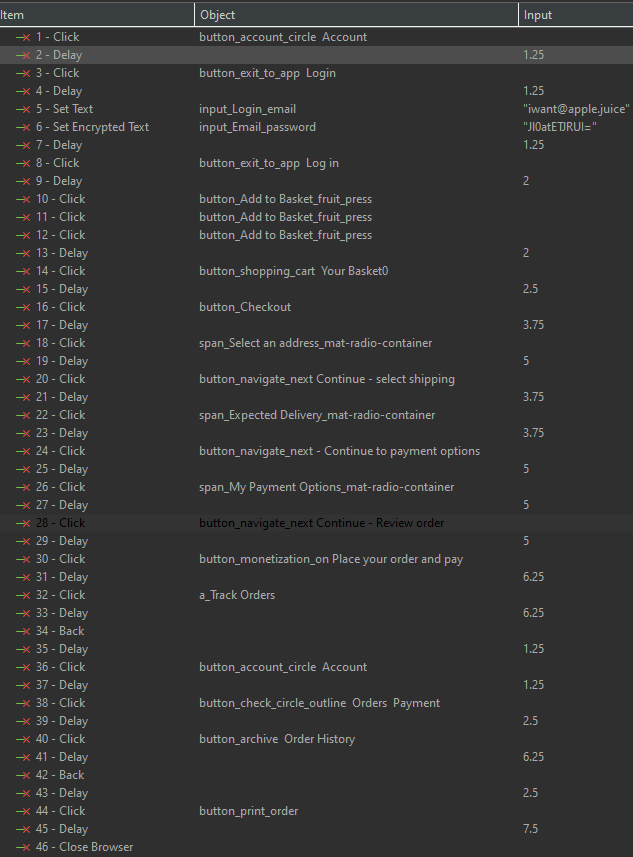 Item Object Input
1 - Click button_account_circle  Account
2 - Delay 1.25
3 - Click button_exit_to_app  Login
4 - Delay 1.25
5 - Set Text input_Login_email "iwant@apple.juice"
6 - Set Encrypted Text input_Email_password "JI0atETJRUI="
7 - Delay 1.25
8 - Click button_exit_to_app  Log in
9 - Delay 2
10 - Click button_Add to Basket_fruit_press
11 - Click button_Add to Basket_fruit_press
12 - Click button_Add to Basket_fruit_press
13 - Delay 2
14 - Click button_shopping_cart  Your Basket0
15 - Delay 2.5
16 - Click button_Checkout
17 - Delay 3.75
18 - Click span_Select an address_mat-radio-container
19 - Delay 5
20 - Click button_navigate_next Continue - select shipping
21 - Delay 3.75
22 - Click span_Expected Delivery_mat-radio-container
23 - Delay 3.75
24 - Click button_navigate_next - Continue to payment options
25 - Delay 5
26 - Click span_My Payment Options_mat-radio-container
27 - Delay 5
28 - Click button_navigate_next Continue - Review order
29 - Delay 5
30 - Click button_monetization_on Place your order and pay
31 - Delay 6.25
32 - Click a_Track Orders
33 - Delay 6.25
34 - Back
35 - Delay 1.25
36 - Click button_account_circle  Account
37 - Delay 1.25
38 - Click button_check_circle_outline  Orders  Payment
39 - Delay 2.5
40 - Click button_archive  Order History
41 - Delay 6.25
42 - Back
43 - Delay 2.5
44 - Click button_print_order
45 - Delay 7.5
46 - Close Browser